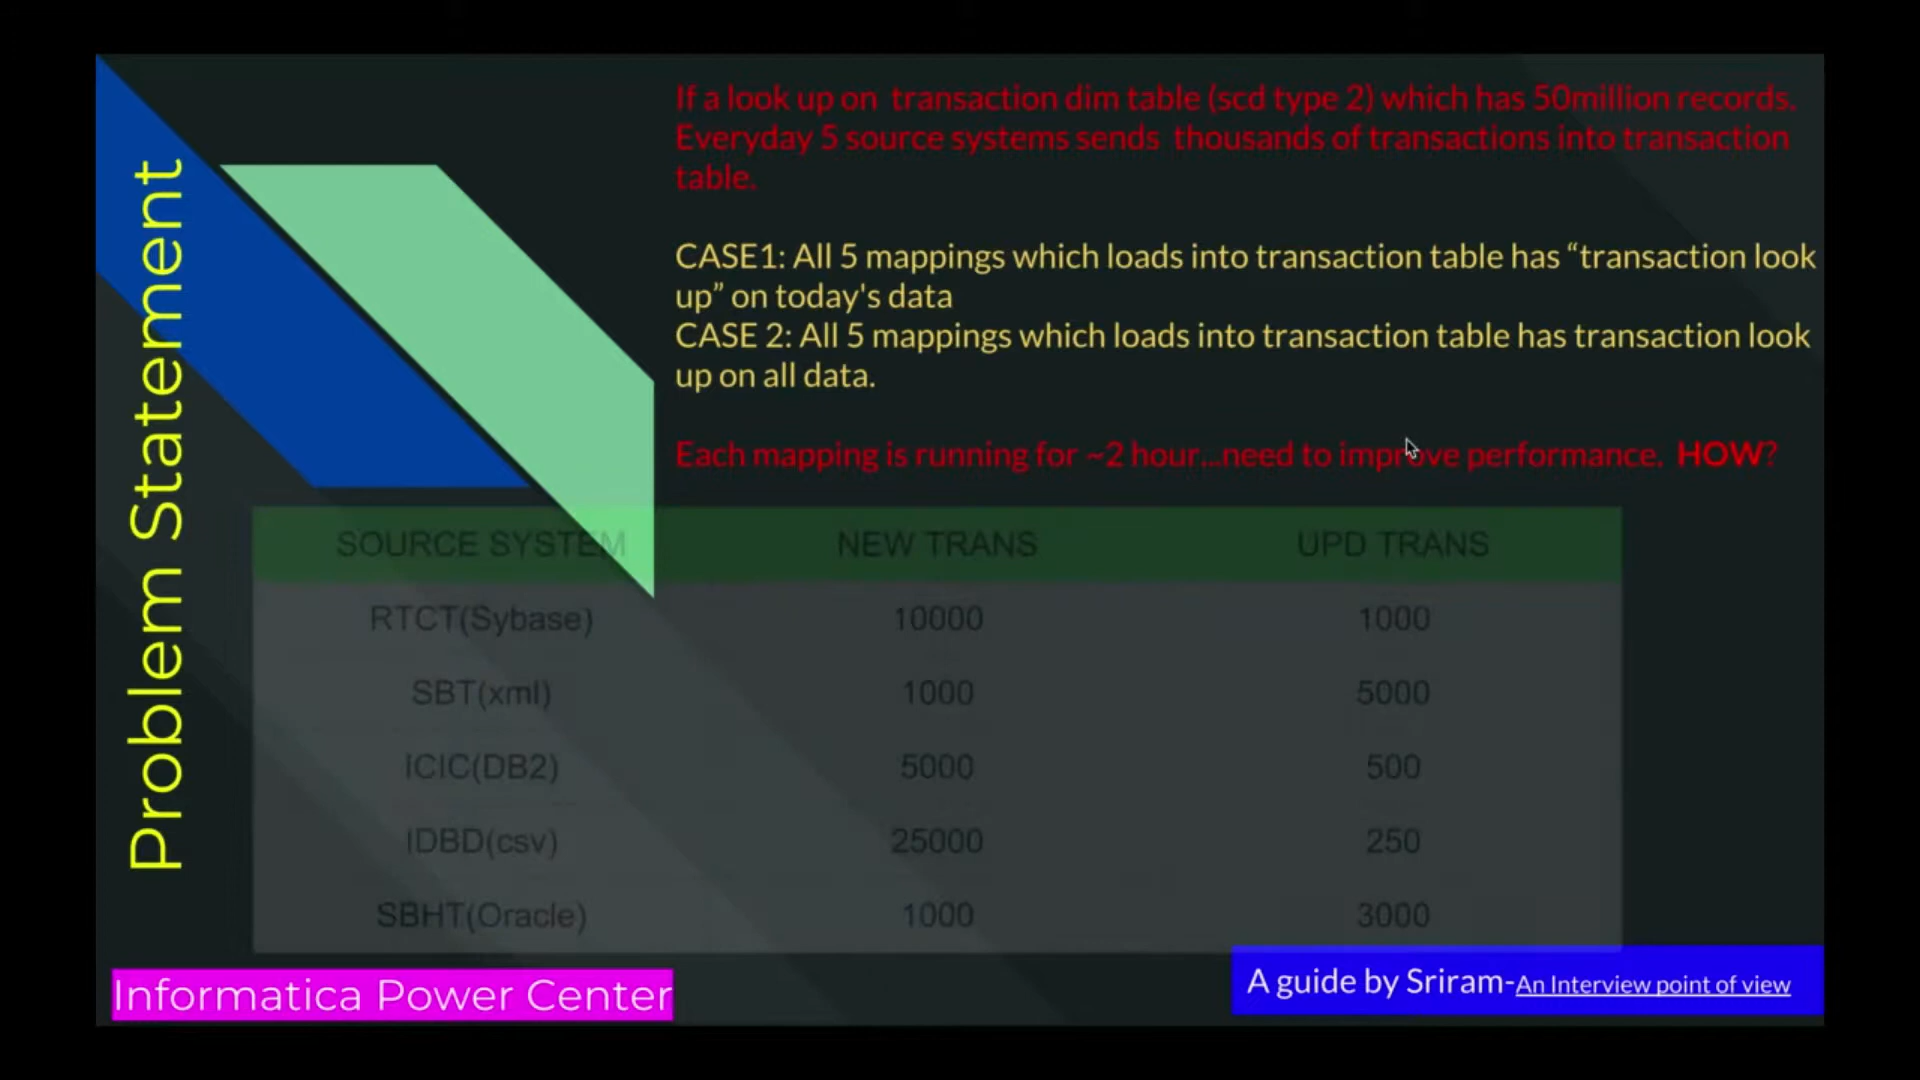 Problem Statement
If a look up on transaction dim table (scd type 2) which has 50million records.
Everyday 5 source systems sends thousands of transactions into transaction
table.
CASE1: All 5 mappings which loads into transaction table has “transaction look
up” on today's data
CASE 2: All 5 mappings which loads into transaction table has transaction look
up on all data.
Each mapping is running for ~2 hour...need to improve performance. HOW?
SOURCE SYSTEM NEW TRANS UPD TRANS
RTCT(Sybase) 10000 1000
SBT(xml) 1000 5000
ICIC(DB2) 5000 500
IDBD(csv) 25000 250
SBHT(Oracle) 1000 3000
Informatica Power Center
A guide by Sriram-An Interview point of view